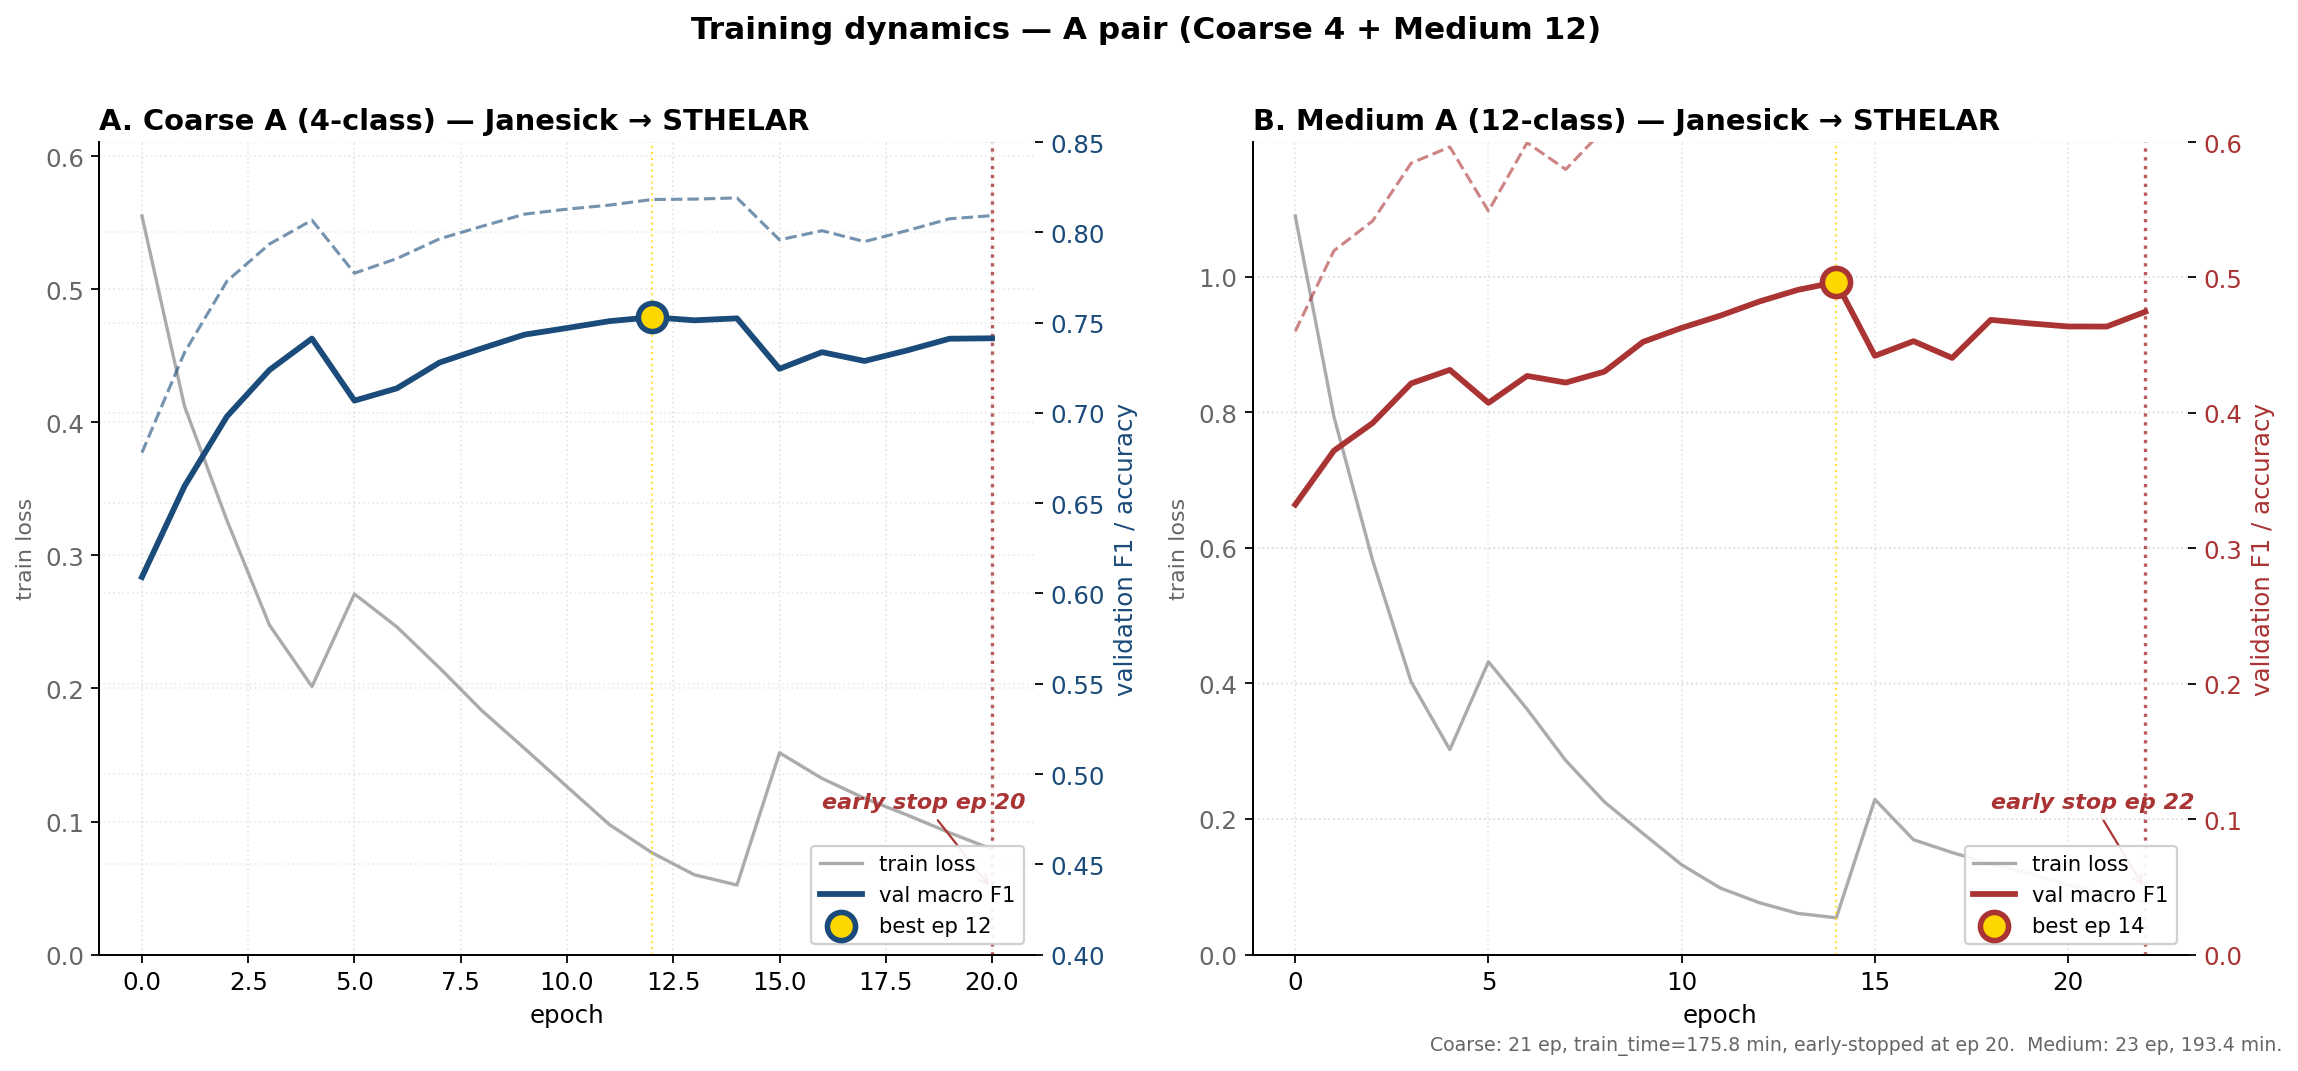 Training dynamics — A pair (Coarse 4 + Medium 12)
A. Coarse A (4-class) — Janesick → STHELAR
0.6
0.5
0.4
0.3
0.2
0.1
0.0
train loss
0.85
0.80
0.75
0.70
0.65
0.60
0.55
0.50
0.45
0.40
validation F1 / accuracy
early stop ep 20
train loss
val macro F1
best ep 12
0.0 2.5 5.0 7.5 10.0 12.5 15.0 17.5 20.0
epoch
B. Medium A (12-class) — Janesick → STHELAR
1.0
0.8
0.6
0.4
0.2
0.0
train loss
0.6
0.5
0.4
0.3
0.2
0.1
0.0
validation F1 / accuracy
early stop ep 22
train loss
val macro F1
best ep 14
0 5 10 15 20
epoch
Coarse: 21 ep, train_time=175.8 min, early-stopped at ep 20.  Medium: 23 ep, 193.4 min.